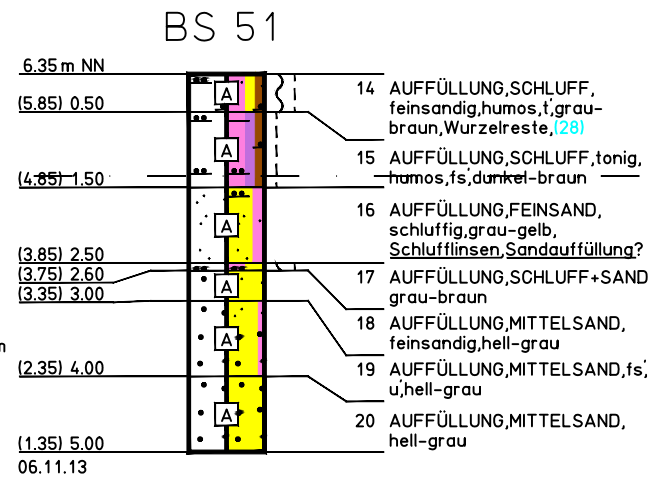 BS 51
6.35 m NN
(5.85) 0.50
(4.85) 1.50
(3.85) 2.50
(3.75) 2.60
(3.35) 3.00
(2.35) 4.00
(1.35) 5.00
06.11.13
A
A
A
A
A
A
14 AUFFÜLLUNG,SCHLUFF,
feinsandig,humos,t',grau-
braun,Wurzelreste,(28)
15 AUFFÜLLUNG,SCHLUFF,tonig,
humos,fs',dunkel-braun
16 AUFFÜLLUNG,FEINSAND,
schluffig,grau-gelb,
Schlufflinsen,Sandauffüllung?
17 AUFFÜLLUNG,SCHLUFF+SAND
grau-braun
18 AUFFÜLLUNG,MITTELSAND,
feinsandig,hell-grau
19 AUFFÜLLUNG,MITTELSAND,fs',
u',hell-grau
20 AUFFÜLLUNG,MITTELSAND,
hell-grau